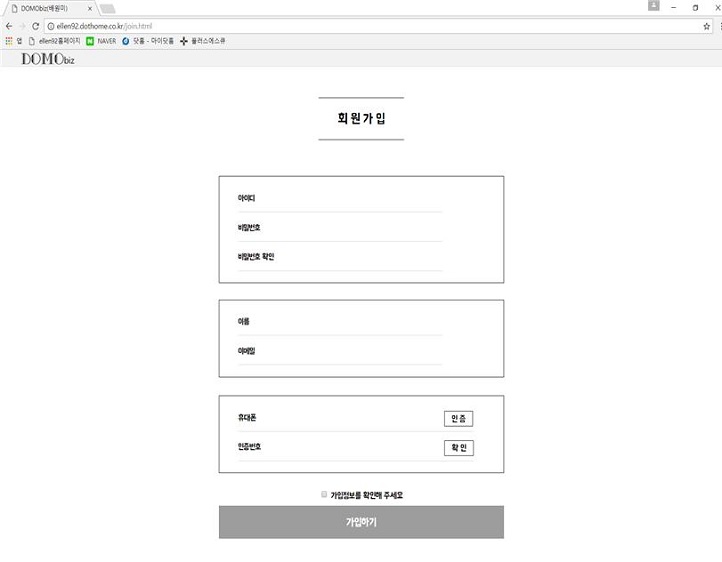 DOMObiz(배원미)
ellen92.dothome.co.kr/join.html
앱 ellen92홈페이지 NAVER 닷홈 - 마이닷홈 플러스에스큐
DOMObiz
회원가입
아이디
비밀번호
비밀번호 확인
이름
이메일
휴대폰 인증
인증번호 확인
가입정보를 확인해 주세요
가입하기